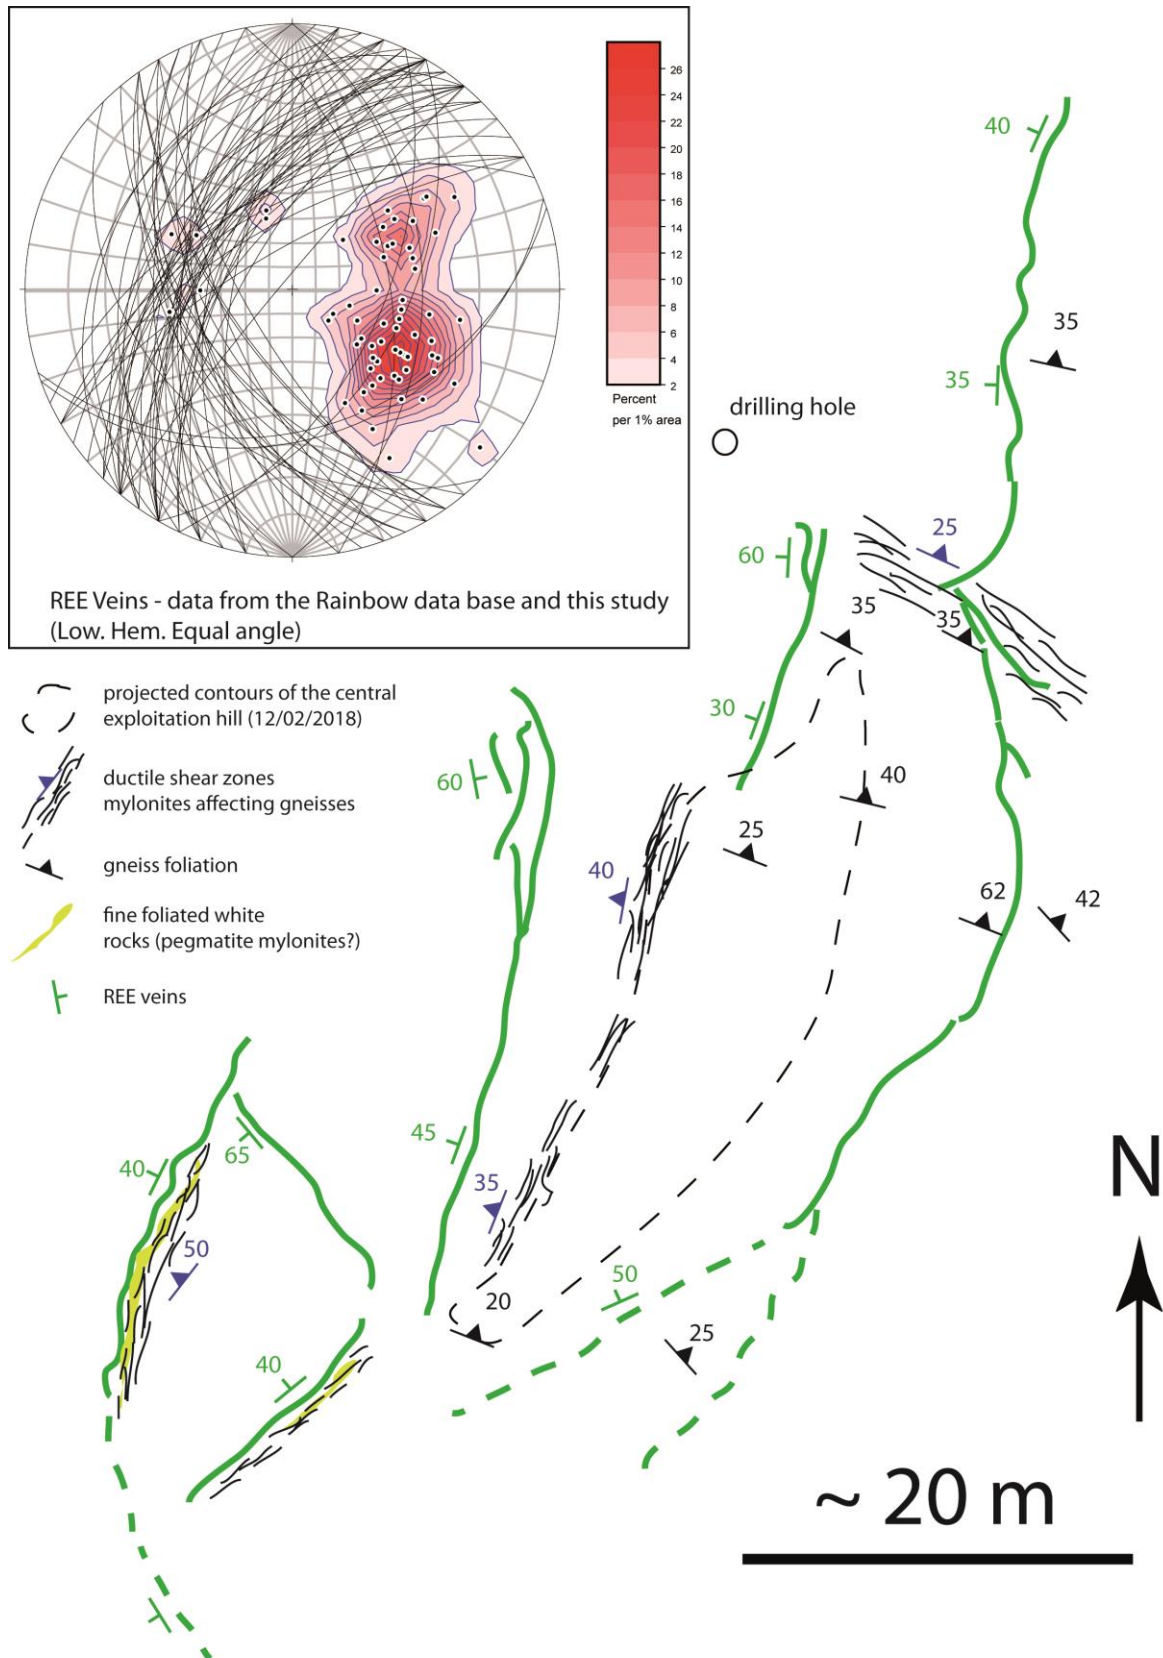 26
24
22
20
18
16
14
12
10
8
6
4
2
Percent
per 1% area
REE Veins - data from the Rainbow data base and this study
(Low. Hem. Equal angle)
projected contours of the central
exploitation hill (12/02/2018)
ductile shear zones
mylonites affecting gneisses
gneiss foliation
fine foliated white
rocks (pegmatite mylonites?)
REE veins
40
35
35
drilling hole
25
60
35
35
30
60
40
25
40
62
42
45
65
40
35
50
50
20
25
40
N
~ 20 m